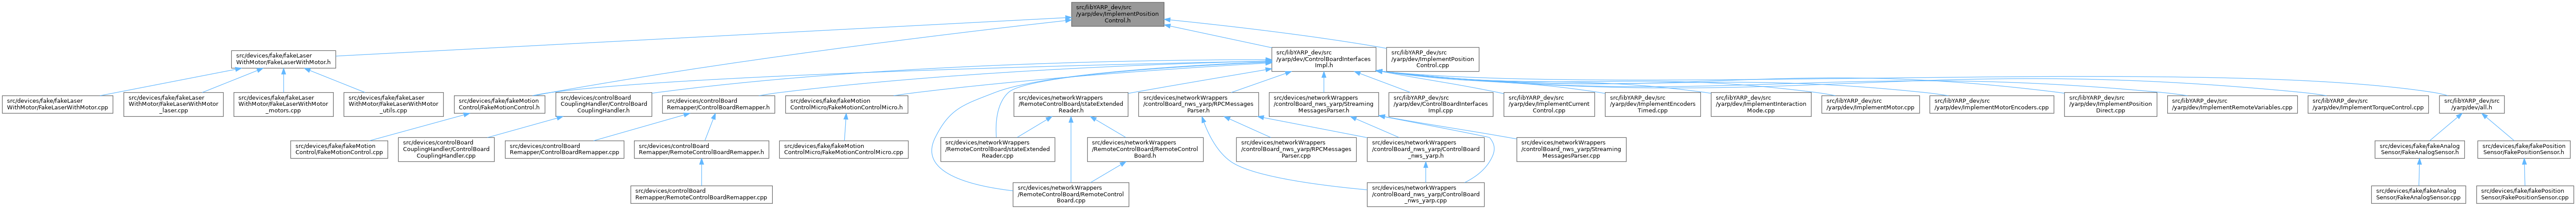 src/libYARP_dev/src
/yarp/dev/ImplementPosition
Control.h
src/devices/fake/fakeLaser
WithMotor/FakeLaserWithMotor.h
src/libYARP_dev/src
/yarp/dev/ControlBoardInterfaces
Impl.h
src/libYARP_dev/src
/yarp/dev/ImplementPosition
Control.cpp
src/devices/fake/fakeLaser
WithMotor/FakeLaserWithMotor.cpp
src/devices/fake/fakeLaser
WithMotor/FakeLaserWithMotor
_laser.cpp
src/devices/fake/fakeLaser
WithMotor/FakeLaserWithMotor
_motors.cpp
src/devices/fake/fakeLaser
WithMotor/FakeLaserWithMotor
_utils.cpp
src/devices/fake/fakeMotion
Control/FakeMotionControl.h
src/devices/controlBoard
CouplingHandler/ControlBoard
CouplingHandler.h
src/devices/controlBoard
Remapper/ControlBoardRemapper.h
src/devices/fake/fakeMotion
ControlMicro/FakeMotionControlMicro.h
src/devices/networkWrappers
/RemoteControlBoard/stateExtended
Reader.h
src/devices/networkWrappers
/controlBoard_nws_yarp/RPCMessages
Parser.h
src/devices/networkWrappers
/controlBoard_nws_yarp/Streaming
MessagesParser.h
src/libYARP_dev/src
/yarp/dev/ControlBoardInterfaces
Impl.cpp
src/libYARP_dev/src
/yarp/dev/ImplementCurrent
Control.cpp
src/libYARP_dev/src
/yarp/dev/ImplementEncoders
Timed.cpp
src/libYARP_dev/src
/yarp/dev/ImplementInteraction
Mode.cpp
src/libYARP_dev/src
/yarp/dev/ImplementMotor.cpp
src/libYARP_dev/src
/yarp/dev/ImplementMotorEncoders.cpp
src/libYARP_dev/src
/yarp/dev/ImplementPosition
Direct.cpp
src/libYARP_dev/src
/yarp/dev/ImplementRemoteVariables.cpp
src/libYARP_dev/src
/yarp/dev/ImplementTorqueControl.cpp
src/libYARP_dev/src
/yarp/dev/all.h
src/devices/fake/fakeMotion
Control/FakeMotionControl.cpp
src/devices/controlBoard
CouplingHandler/ControlBoard
CouplingHandler.cpp
src/devices/controlBoard
Remapper/ControlBoardRemapper.cpp
src/devices/controlBoard
Remapper/RemoteControlBoardRemapper.h
src/devices/fake/fakeMotion
ControlMicro/FakeMotionControlMicro.cpp
src/devices/networkWrappers
/RemoteControlBoard/stateExtended
Reader.cpp
src/devices/networkWrappers
/RemoteControlBoard/RemoteControl
Board.h
src/devices/networkWrappers
/controlBoard_nws_yarp/RPCMessages
Parser.cpp
src/devices/networkWrappers
/controlBoard_nws_yarp/ControlBoard
_nws_yarp.h
src/devices/networkWrappers
/controlBoard_nws_yarp/Streaming
MessagesParser.cpp
src/devices/fake/fakeAnalog
Sensor/FakeAnalogSensor.h
src/devices/fake/fakePosition
Sensor/FakePositionSensor.h
src/devices/controlBoard
Remapper/RemoteControlBoardRemapper.cpp
src/devices/networkWrappers
/RemoteControlBoard/RemoteControl
Board.cpp
src/devices/networkWrappers
/controlBoard_nws_yarp/ControlBoard
_nws_yarp.cpp
src/devices/fake/fakeAnalog
Sensor/FakeAnalogSensor.cpp
src/devices/fake/fakePosition
Sensor/FakePositionSensor.cpp